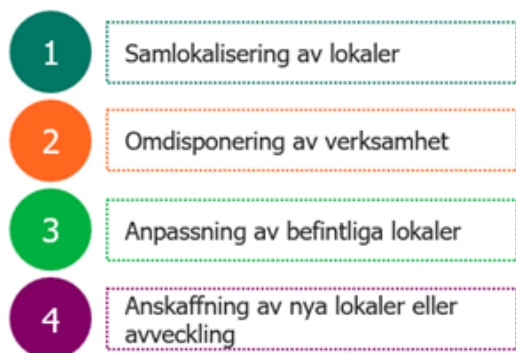 1
Samlokalisering av lokaler
2
Omdisponering av verksamhet
3
Anpassning av befintliga lokaler
4
Anskaffning av nya lokaler eller
avveckling